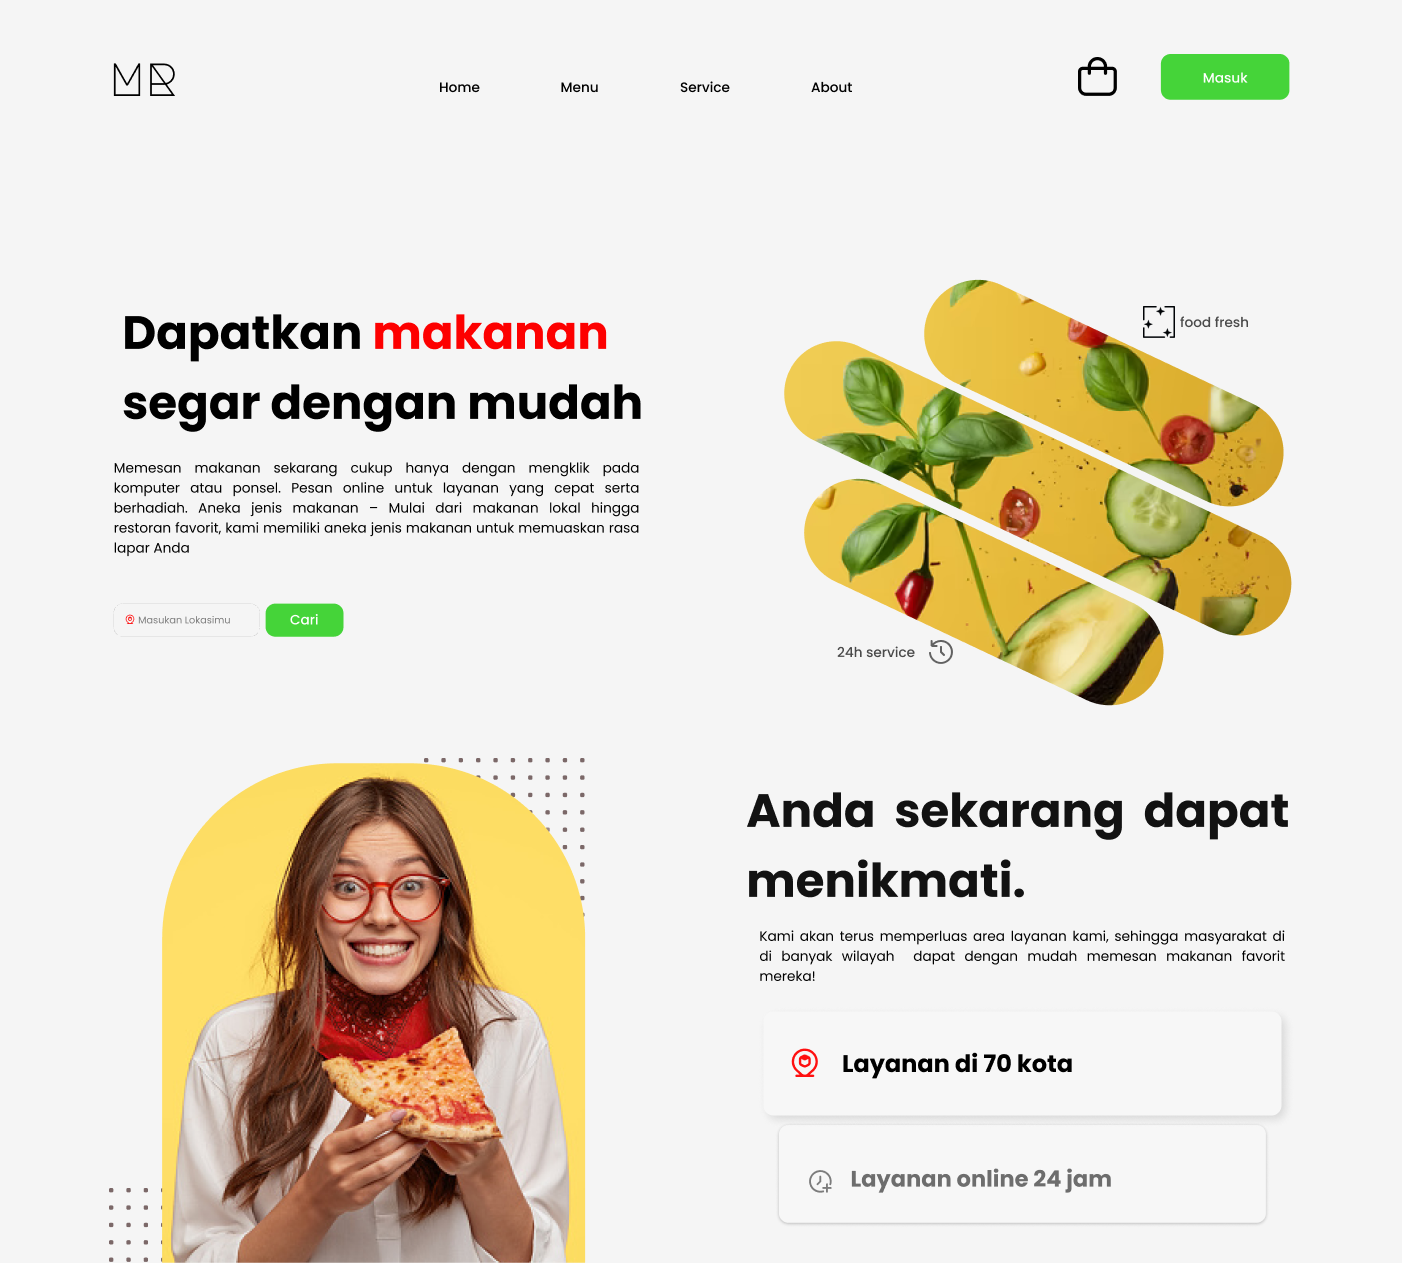 MR
Home
Menu
Service
About
Masuk
Dapatkan makanan
segar dengan mudah
Memesan makanan sekarang cukup hanya dengan mengklik pada
komputer atau ponsel. Pesan online untuk layanan yang cepat serta
berhadiah. Aneka jenis makanan – Mulai dari makanan lokal hingga
restoran favorit, kami memiliki aneka jenis makanan untuk memuaskan rasa
lapar Anda
Masukan Lokasimu
Cari
food fresh
24h service
Anda sekarang dapat
menikmati.
Kami akan terus memperluas area layanan kami, sehingga masyarakat di
di banyak wilayah dapat dengan mudah memesan makanan favorit
mereka!
Layanan di 70 kota
Layanan online 24 jam